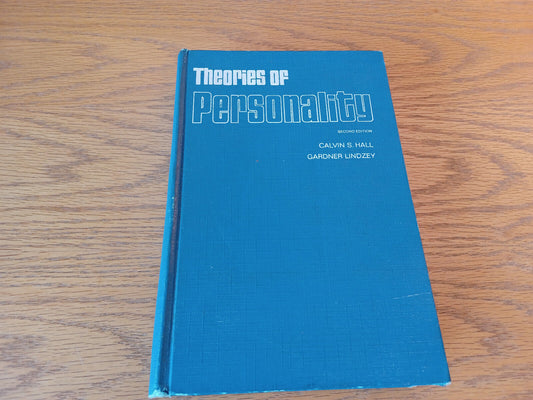 Theories of
Personality
SECOND EDITION
CALVIN S. HALL
GARDNER LINDZEY